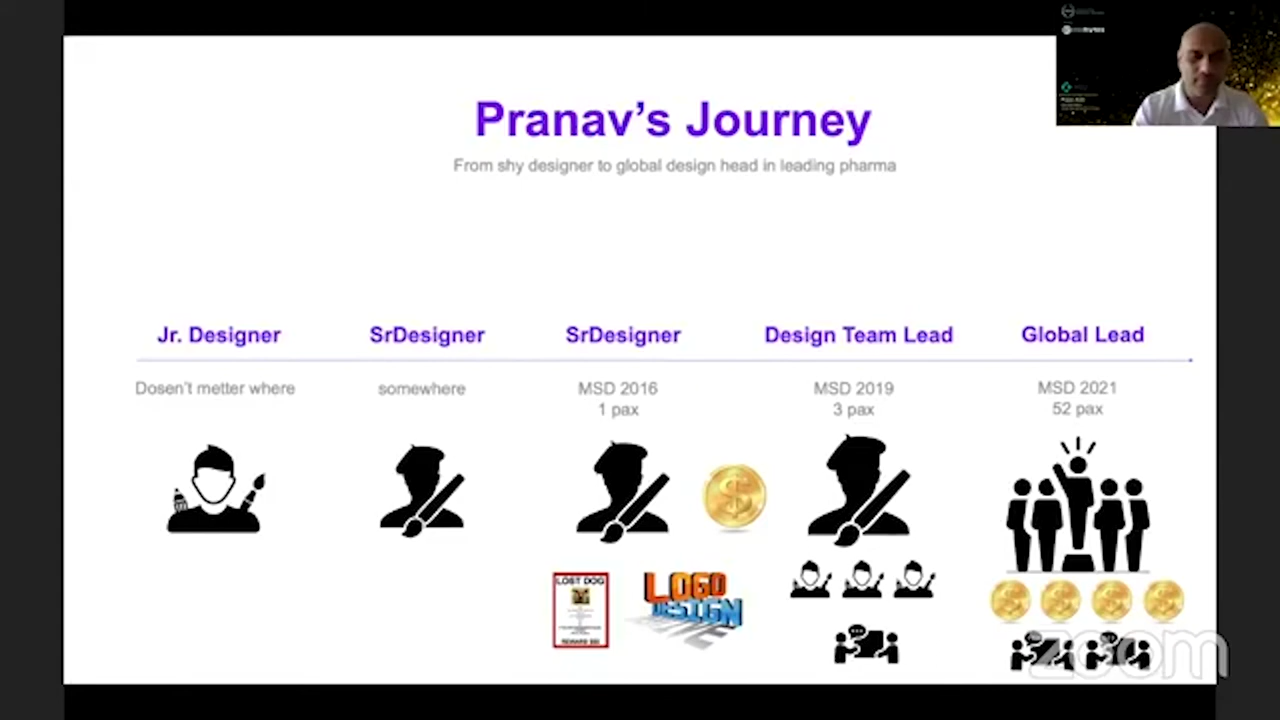 Pranav's Journey
From shy designer to global design head in leading pharma
Jr. Designer
SrDesigner
SrDesigner
Design Team Lead
Global Lead
Dosen't metter where
somewhere
MSD 2016
1 pax
MSD 2019
3 pax
MSD 2021
52 pax
LOST DOG
REWARD $$$
LOGO
DESIGN
zoom